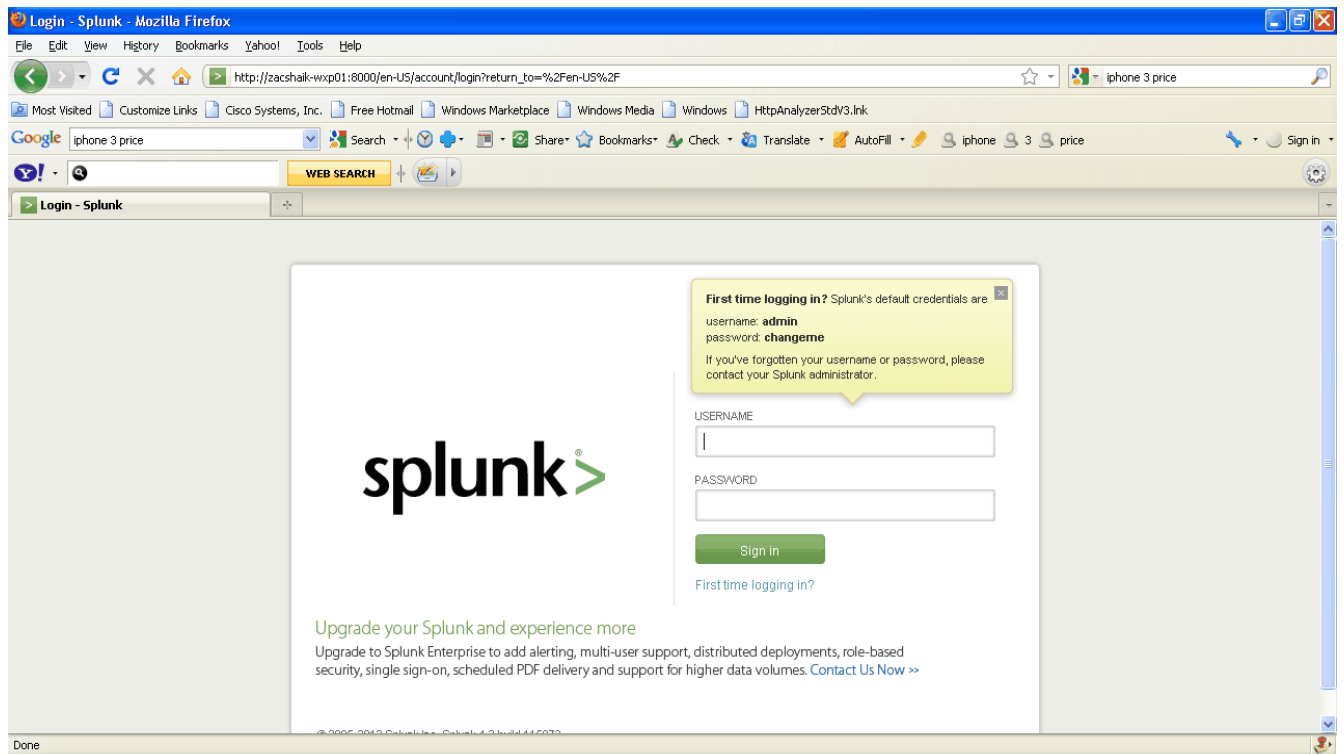 Login - Splunk - Mozilla Firefox
File Edit View History Bookmarks Yahoo! Tools Help
http://zacshaik-wxp01:8000/en-US/account/login?return_to=%2Fen-US%2F
iphone 3 price
Most Visited Customize Links Cisco Systems, Inc. Free Hotmail Windows Marketplace Windows Media Windows HttpAnalyzerStdV3.lnk
Google iphone 3 price Search Share Bookmarks Check Translate AutoFill iphone 3 price Sign in
Y! WEB SEARCH
Login - Splunk
First time logging in? Splunk's default credentials are
username: admin
password: changeme
If you've forgotten your username or password, please
contact your Splunk administrator.
USERNAME
splunk>
PASSWORD
Sign in
First time logging in?
Upgrade your Splunk and experience more
Upgrade to Splunk Enterprise to add alerting, multi-user support, distributed deployments, role-based
security, single sign-on, scheduled PDF delivery and support for higher data volumes. Contact Us Now >>
Done